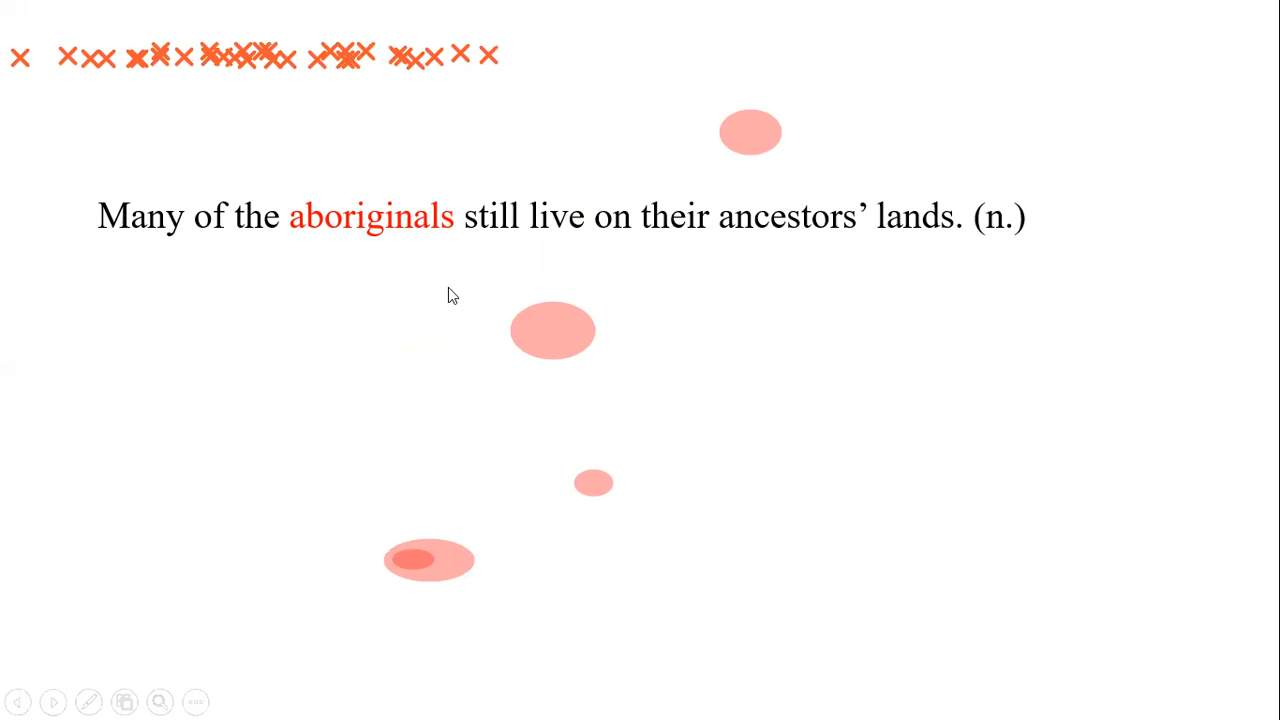 Many of the aboriginals still live on their ancestors’ lands. (n.)